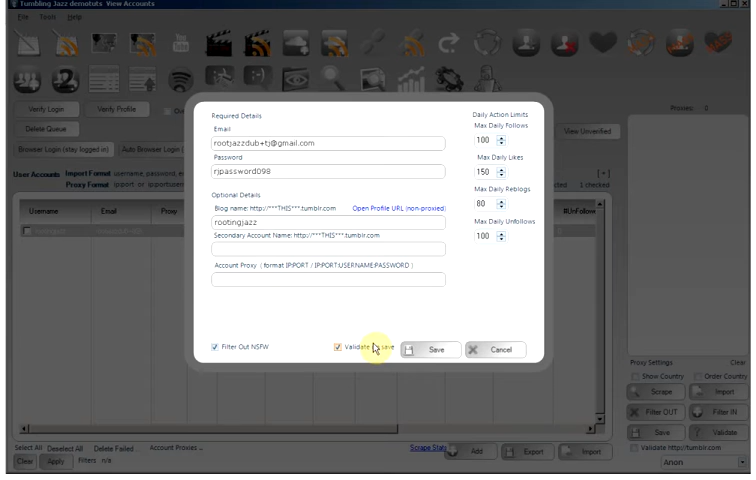 Tumbling Jazz demotuts View Accounts
File Tools Help
Verify Login Verify Profile
Proxies: 0
Delete Queue
View Unverified
Browser Login (stay logged in) Auto Browser Login (
User Accounts Import Format username, password, em
Proxy Format ipport: or ipportusern
[+]
cted 1 checked
Username Email Proxy #UnFollow
Required Details
Email
rootjazzdub+tj@gmail.com
Password
rjpassword098
Optional Details
Blog name: http://***THIS***.tumblr.com Open Profile URL (non-proxied)
rootingjazz
Secondary Account Name: http://***THIS***.tumblr.com
Account Proxy ( format IP:PORT / IP:PORT:USERNAME:PASSWORD )
Daily Action Limits
Max Daily Follows
100
Max Daily Likes
150
Max Daily Reblogs
80
Max Daily Unfollows
100
Filter Out NSFW Validate save Save Cancel
Proxy Settings Clear
Show Country Order Country
Scrape Import
Filter OUT Filter IN
Save Validate
Validate http://tumblr.com
Anon
Select All Deselect All Delete Failed.. Account Proxies ..
Scrape Stats Add Export Import
Clear Apply Filters n/a